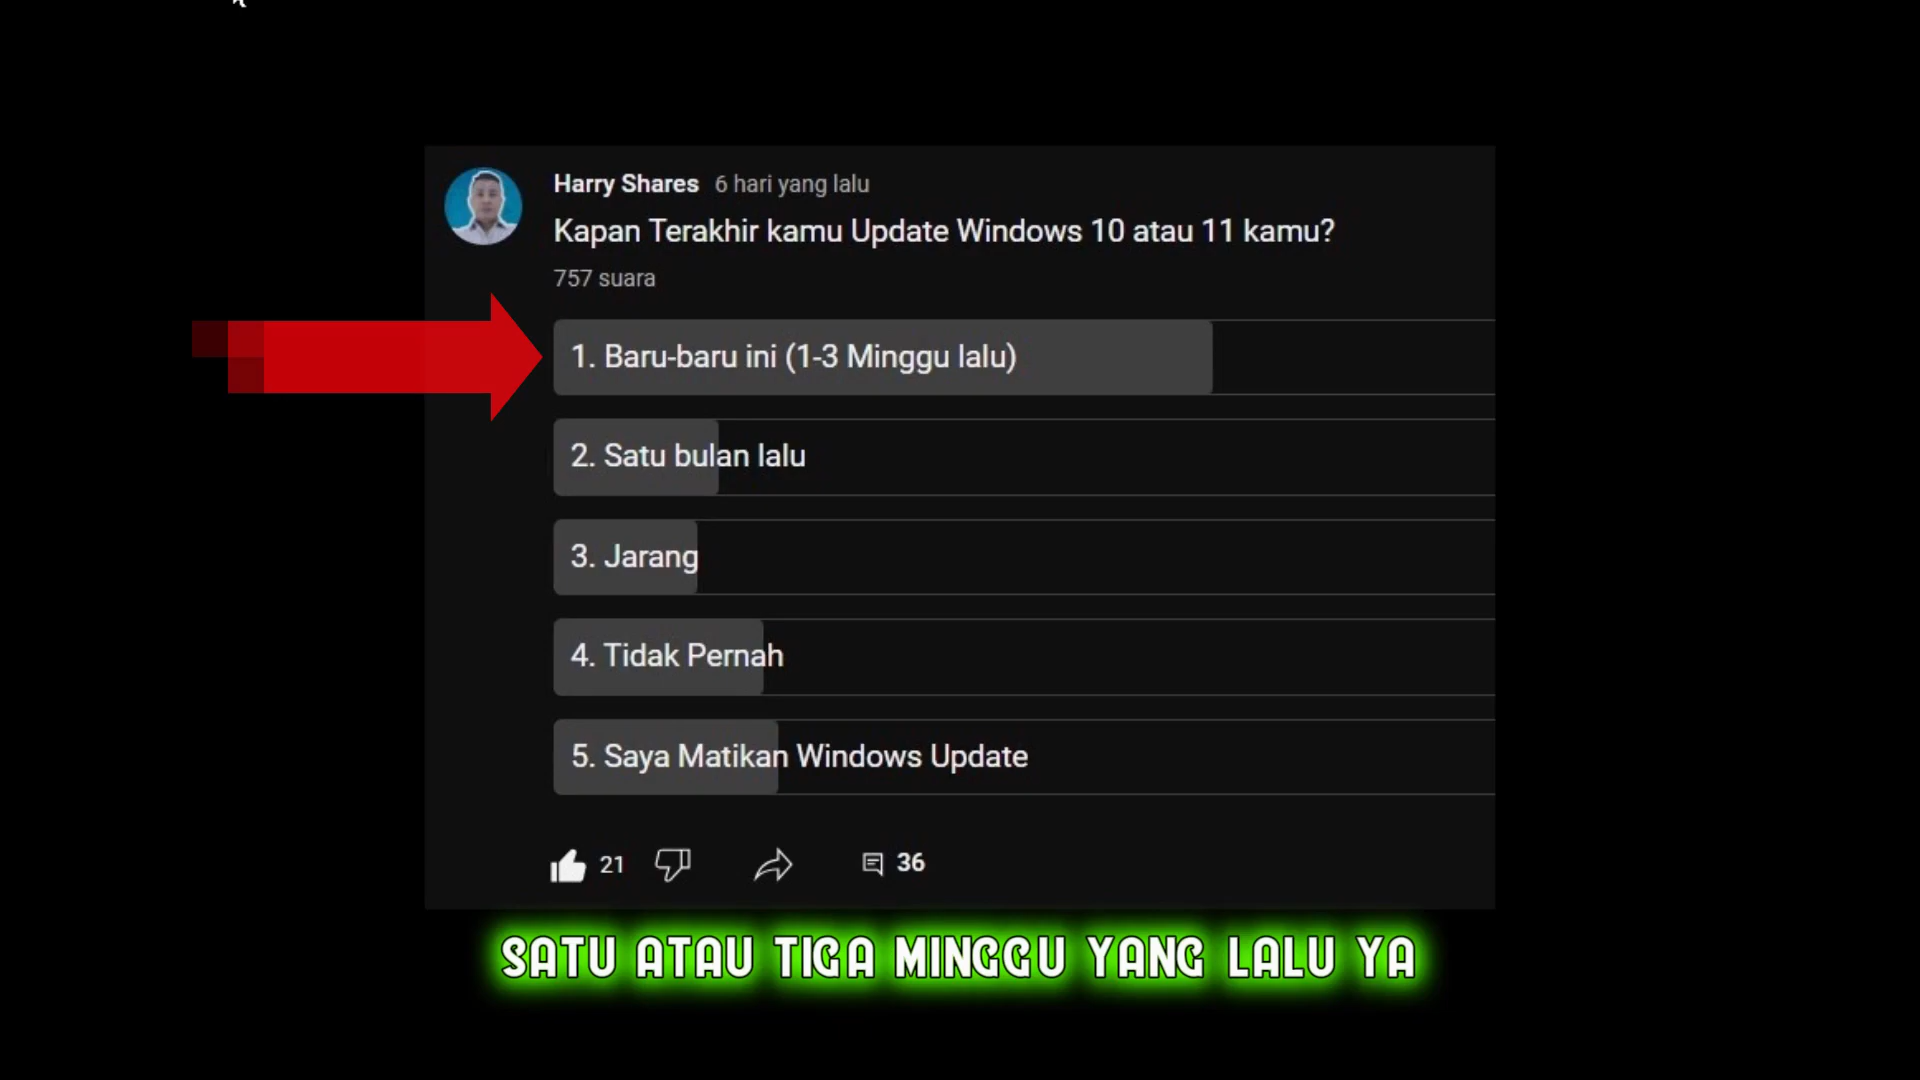 Harry Shares 6 hari yang lalu
Kapan Terakhir kamu Update Windows 10 atau 11 kamu?
757 suara
1. Baru-baru ini (1-3 Minggu lalu)
2. Satu bulan lalu
3. Jarang
4. Tidak Pernah
5. Saya Matikan Windows Update
21 36
SATU ATAU TIGA MINGGU YANG LALU YA